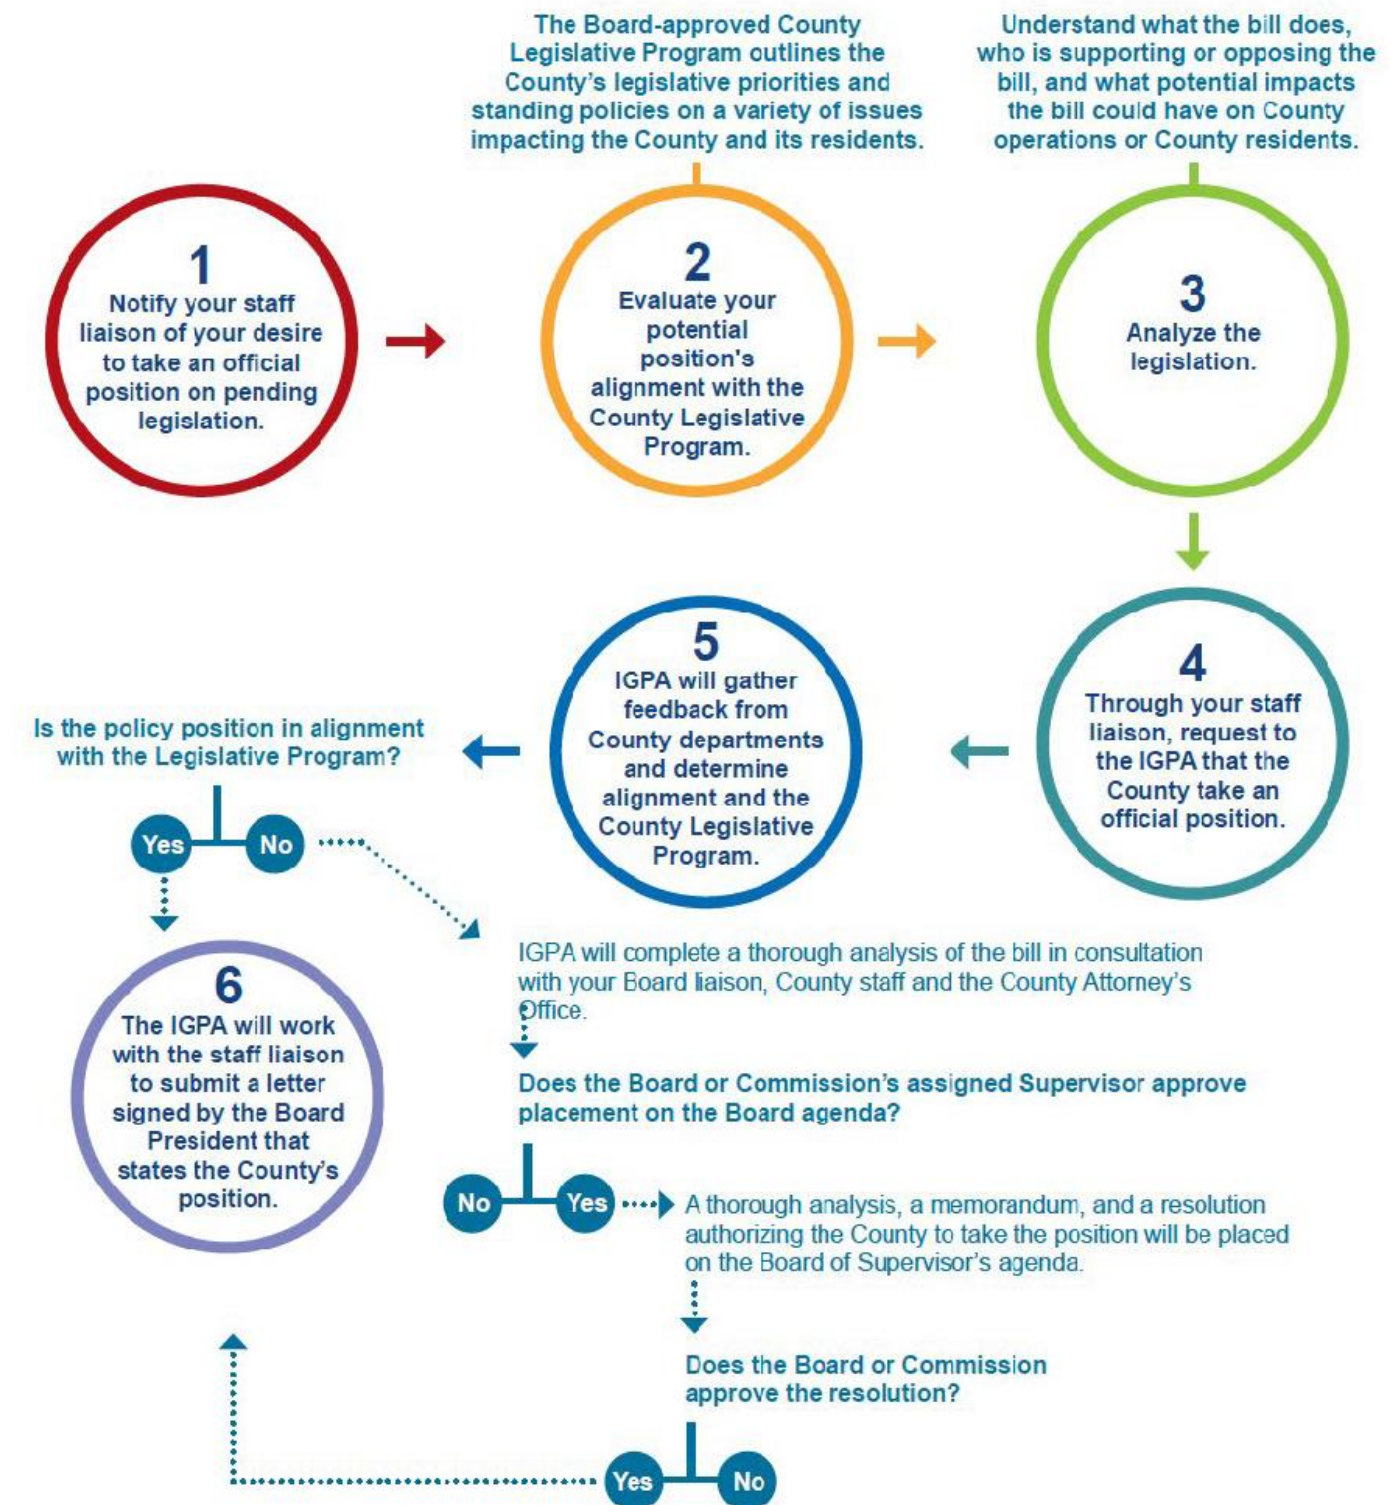 The Board-approved County
Legislative Program outlines the
County's legislative priorities and
standing policies on a variety of issues
impacting the County and its residents.
Understand what the bill does,
who is supporting or opposing the
bill, and what potential impacts
the bill could have on County
operations or County residents.
1
Notify your staff
liaison of your desire
to take an official
position on pending
legislation.
2
Evaluate your
potential
position's
alignment with the
County Legislative
Program.
3
Analyze the
legislation.
4
Through your staff
liaison, request to
the IGPA that the
County take an
official position.
5
IGPA will gather
feedback from
County departments
and determine
alignment and the
County Legislative
Program.
Is the policy position in alignment
with the Legislative Program?
Yes
No
6
The IGPA will work
with the staff liaison
to submit a letter
signed by the Board
President that
states the County's
position.
IGPA will complete a thorough analysis of the bill in consultation
with your Board liaison, County staff and the County Attorney's
Office.
Does the Board or Commission's assigned Supervisor approve
placement on the Board agenda?
No
Yes
A thorough analysis, a memorandum, and a resolution
authorizing the County to take the position will be placed
on the Board of Supervisor's agenda.
Does the Board or Commission
approve the resolution?
Yes
No